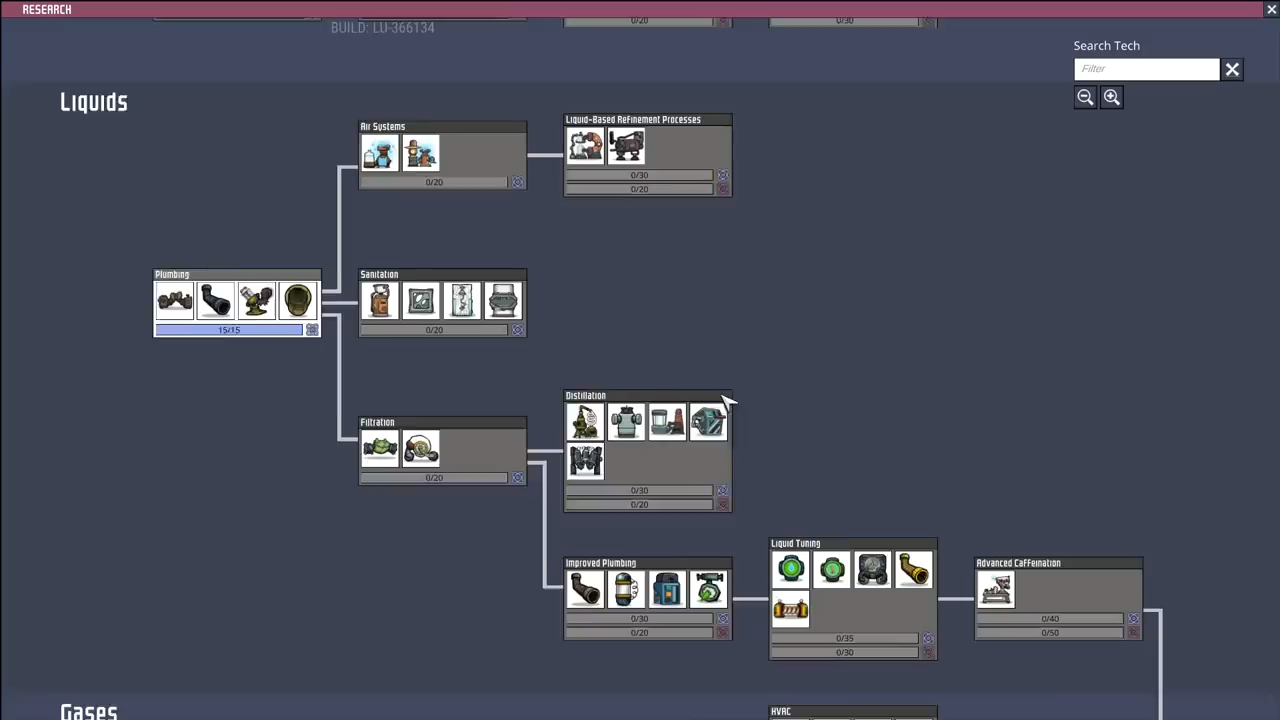 RESEARCH
BUILD: LU-366134
0/20
0/30
Search Tech
Filter
Liquids
Air Systems
0/20
Liquid-Based Refinement Processes
0/30
0/20
Plumbing
15/15
Sanitation
0/20
Filtration
0/20
Distillation
0/30
0/20
Improved Plumbing
0/30
0/20
Liquid Tuning
0/35
0/30
Advanced Caffeination
0/40
0/50
Gases
HVAC